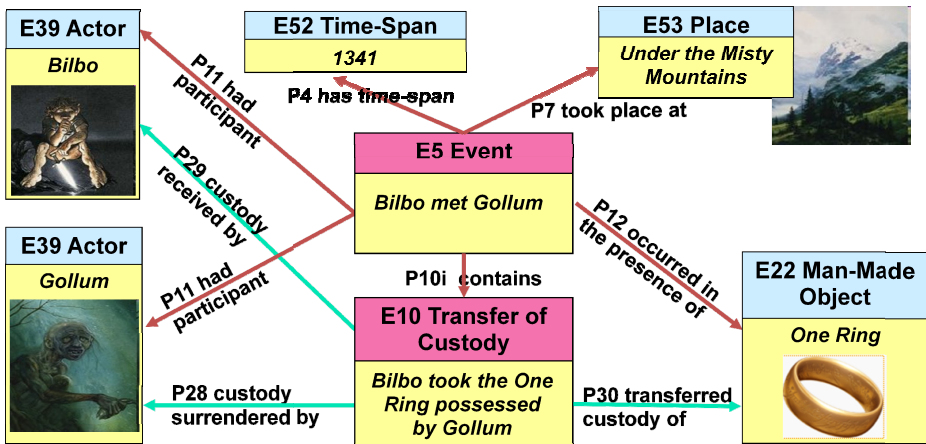 E39 Actor
Bilbo
E52 Time-Span
1341
E53 Place
Under the Misty
Mountains
P11 had
participant
P4 has time-span
P7 took place at
E5 Event
Bilbo met Gollum
P29 custody
received by
P12 occurred in
the presence of
E39 Actor
Gollum
P11 had
participant
P10i contains
E22 Man-Made
Object
One Ring
E10 Transfer of
Custody
Bilbo took the One
Ring possessed
by Gollum
P28 custody
surrendered by
P30 transferred
custody of